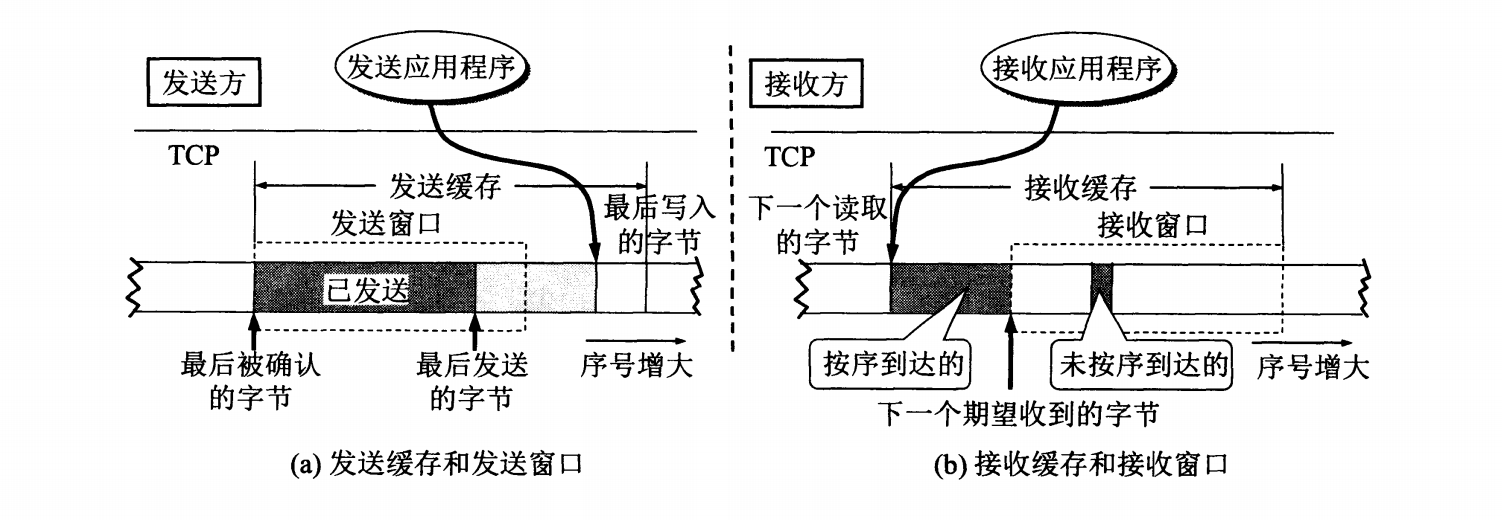 发送方
发送应用程序
TCP
发送缓存
发送窗口
最后写入
的字节
已发送
最后被确认
的字节
最后发送
的字节
序号增大
(a) 发送缓存和发送窗口
接收方
接收应用程序
TCP
接收缓存
下一个读取
的字节
接收窗口
按序到达的
未按序到达的
序号增大
下一个期望收到的字节
(b) 接收缓存和接收窗口